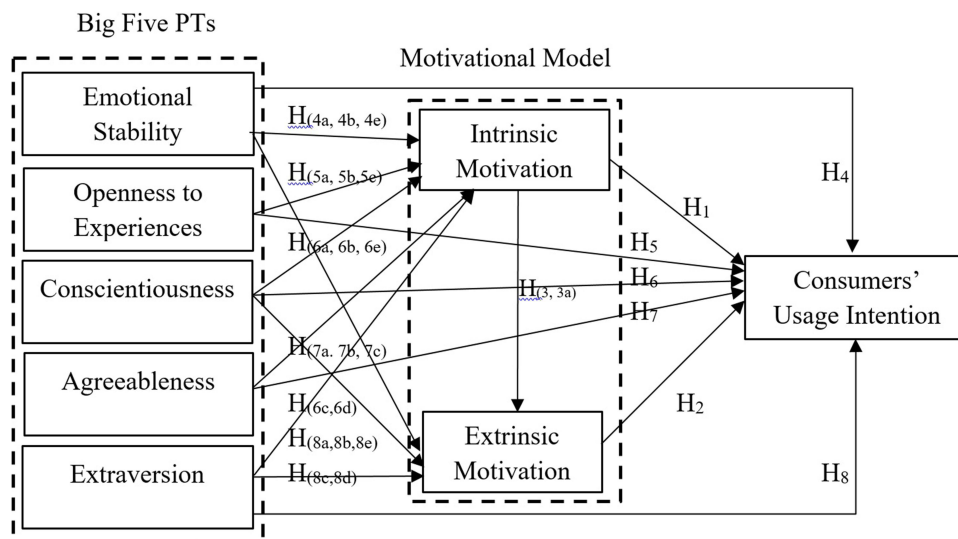 Big Five PTs
Motivational Model
Emotional
Stability
Openness to
Experiences
Conscientiousness
Agreeableness
Extraversion
H(4a, 4b, 4e)
H(5a, 5b,5e)
H(6a, 6b, 6e)
H(7a. 7b, 7c)
H(6c,6d)
H(8a,8b,8e)
H(8c,8d)
Intrinsic
Motivation
H(3, 3a)
Extrinsic
Motivation
H1
H5
H6
H7
H2
H4
H8
Consumers’
Usage Intention